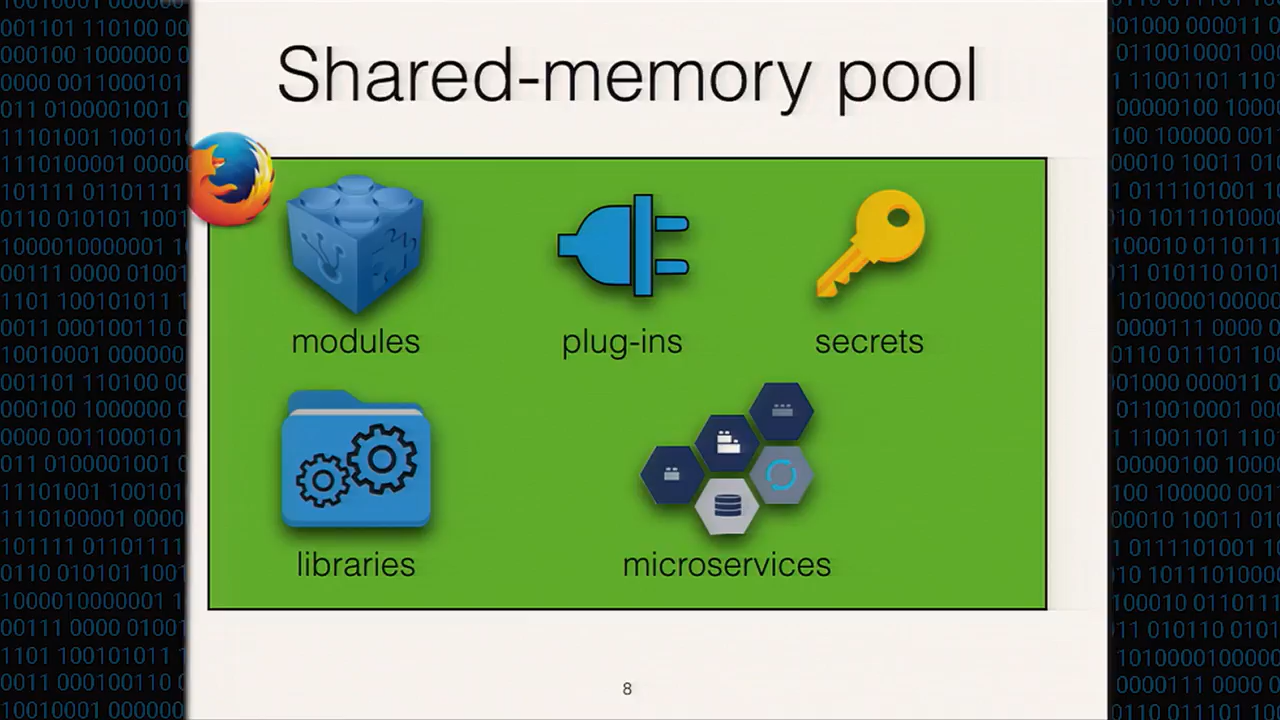 Shared-memory pool
modules
plug-ins
secrets
libraries
microservices
8